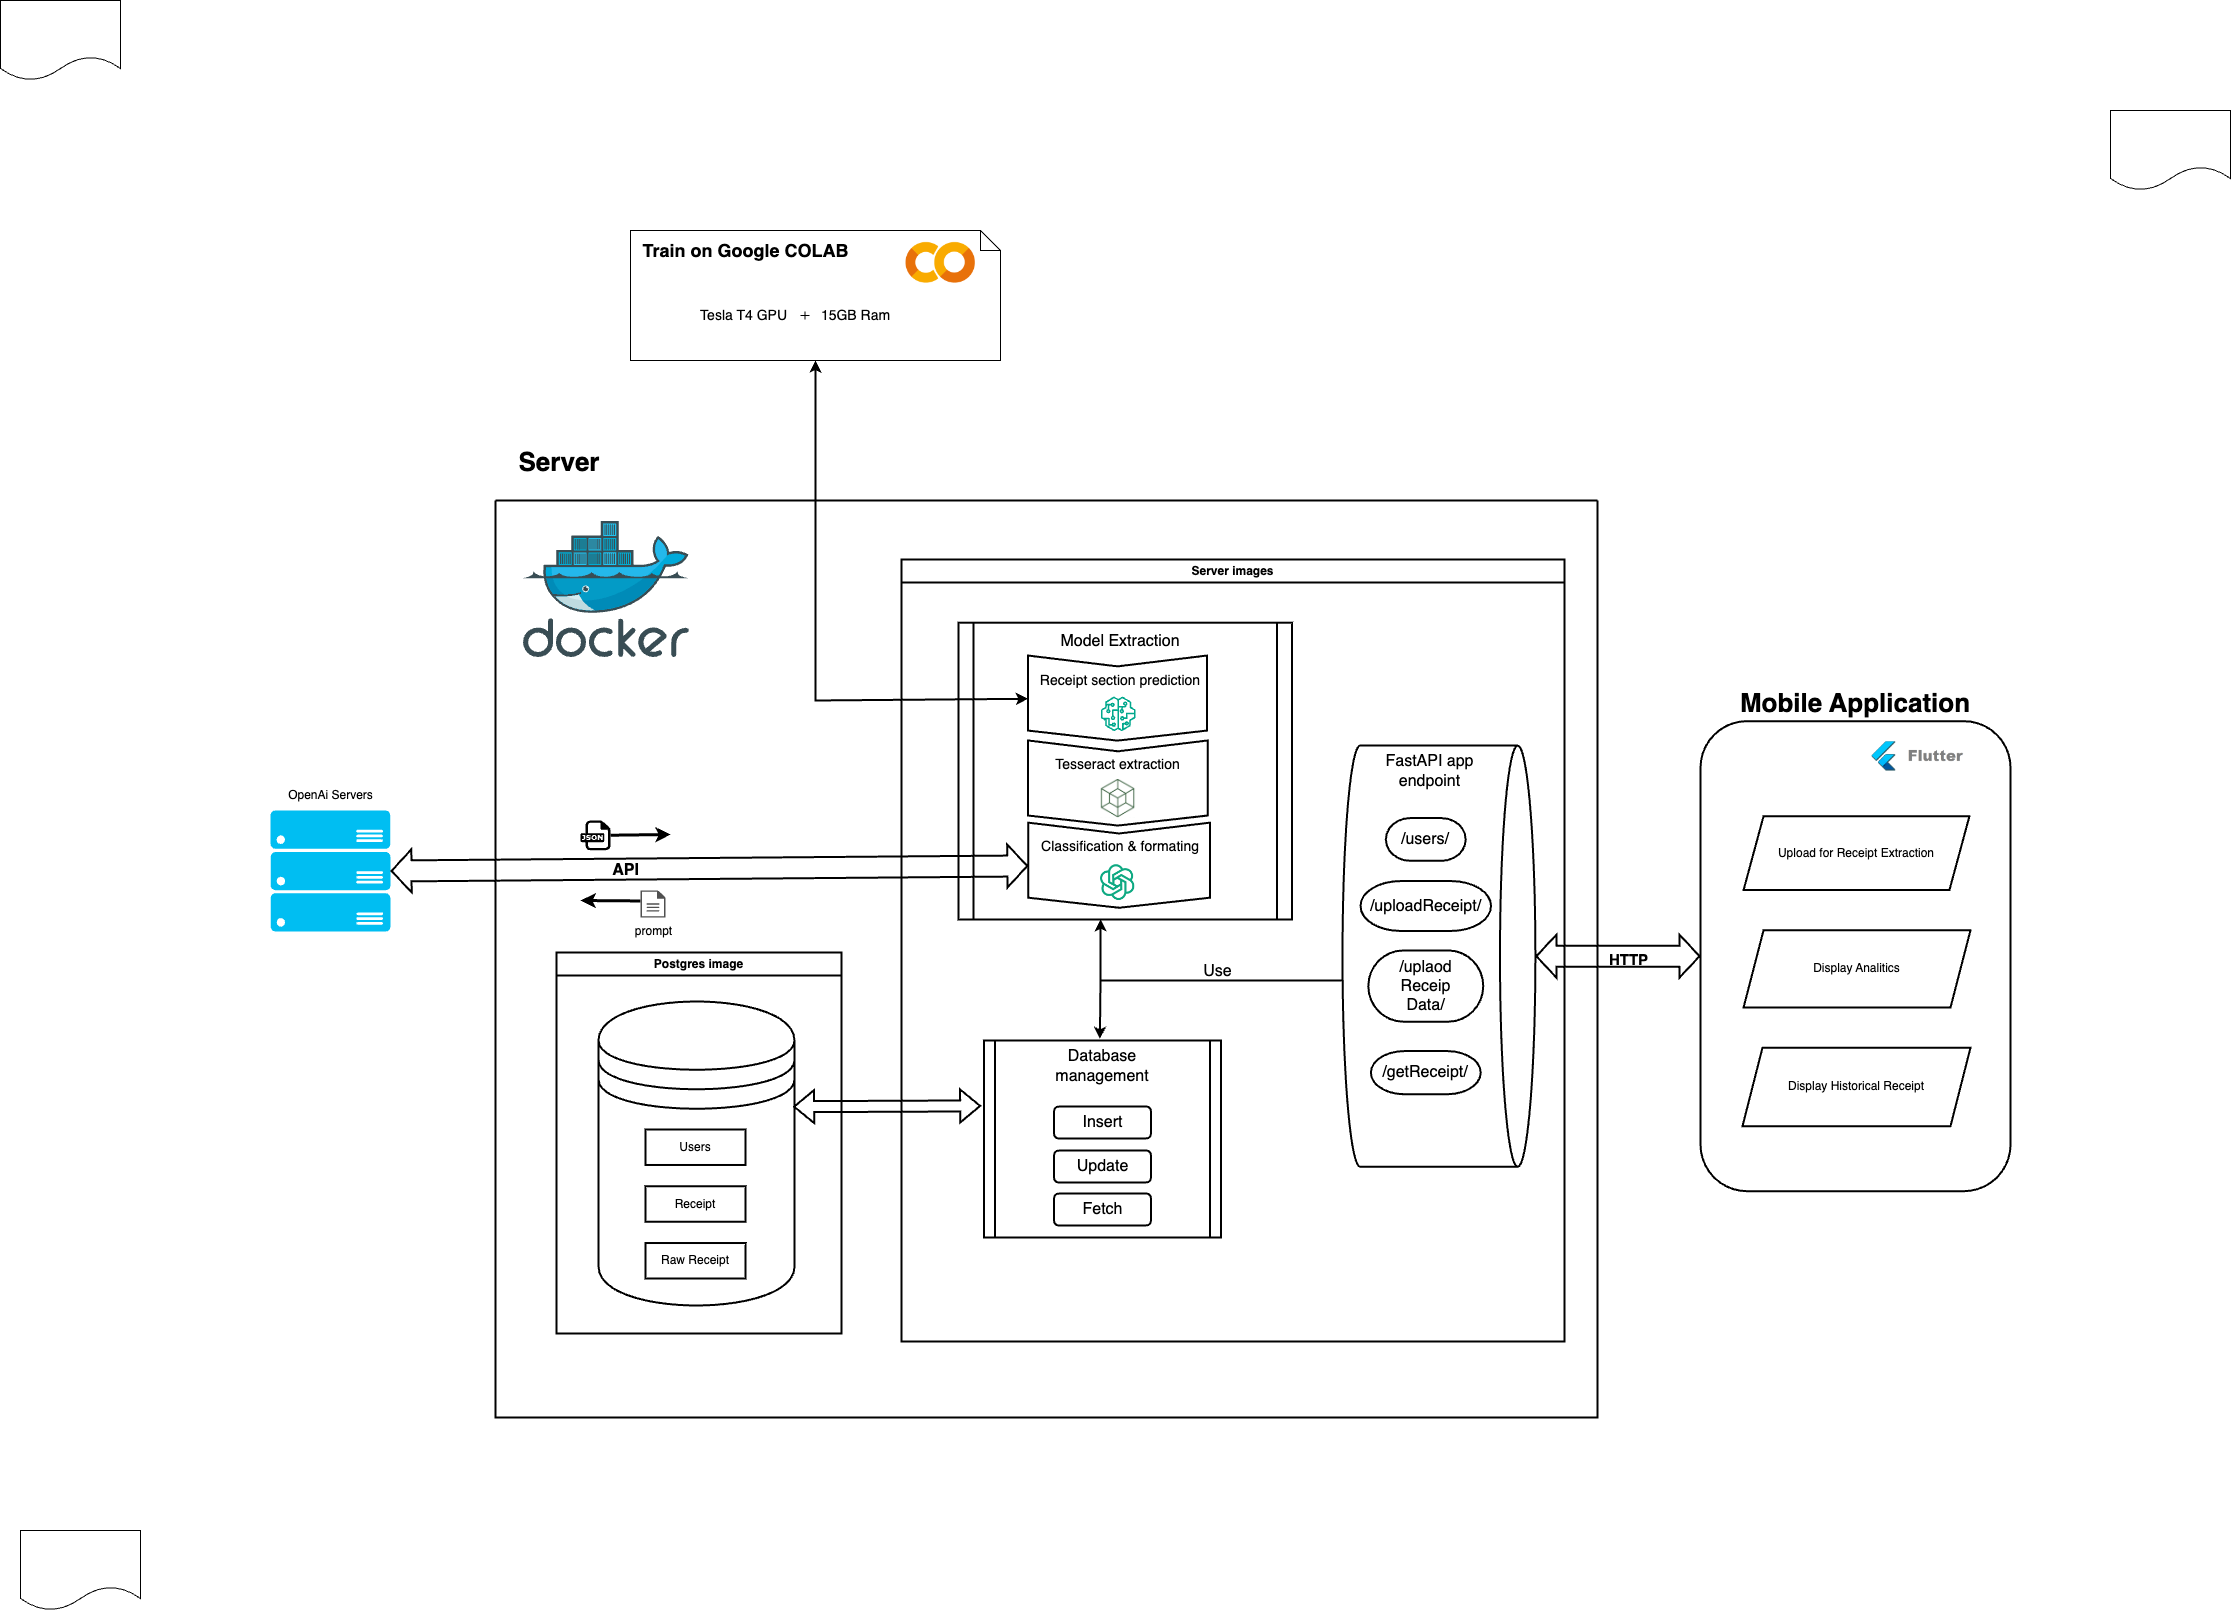 Train on Google COLAB
Tesla T4 GPU + 15GB Ram
Server
docker
Server images
Model Extraction
Receipt section prediction
Tesseract extraction
Classification & formating
OpenAi Servers
JSON
API
prompt
Postgres image
Users
Receipt
Raw Receipt
Use
Database
management
Insert
Update
Fetch
FastAPI app
endpoint
/users/
/uploadReceipt/
/uplaod
Receip
Data/
/getReceipt/
HTTP
Mobile Application
Flutter
Upload for Receipt Extraction
Display Analitics
Display Historical Receipt